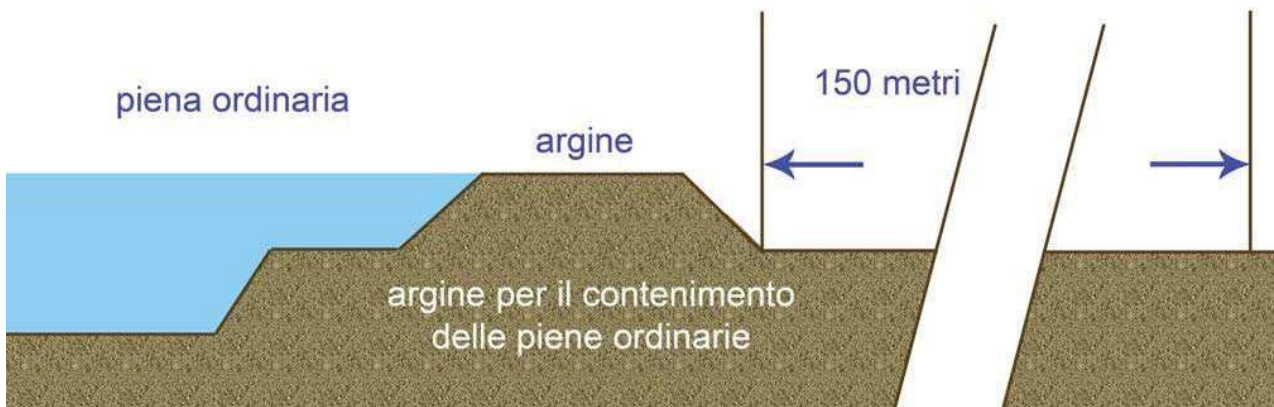 piena ordinaria
150 metri
argine
argine per il contenimento
delle piene ordinarie